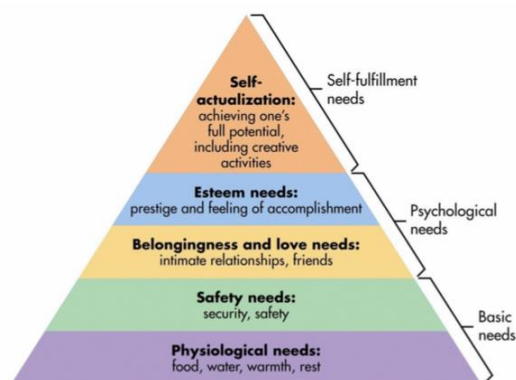 Self-
actualization:
achieving one's
full potential,
including creative
activities
Self-fulfillment
needs
Esteem needs:
prestige and feeling of accomplishment
Psychological
needs
Belongingness and love needs:
intimate relationships, friends
Safety needs:
security, safety
Basic
needs
Physiological needs:
food, water, warmth, rest